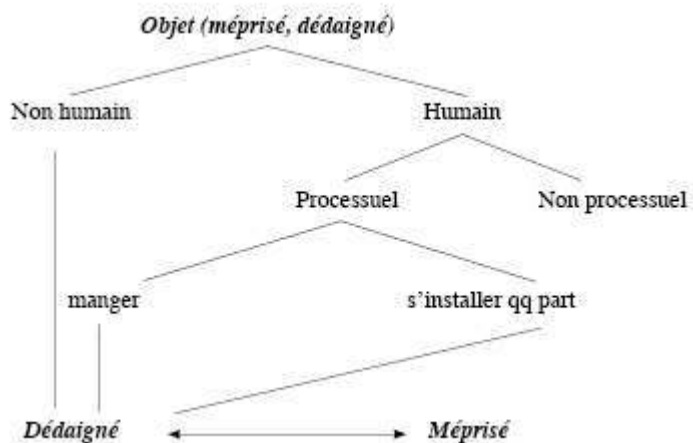 Objet (méprisé, dédaigné)
Non humain
Humain
Processuel
Non processuel
manger
s'installer qq part
Dédaigné
Méprisé